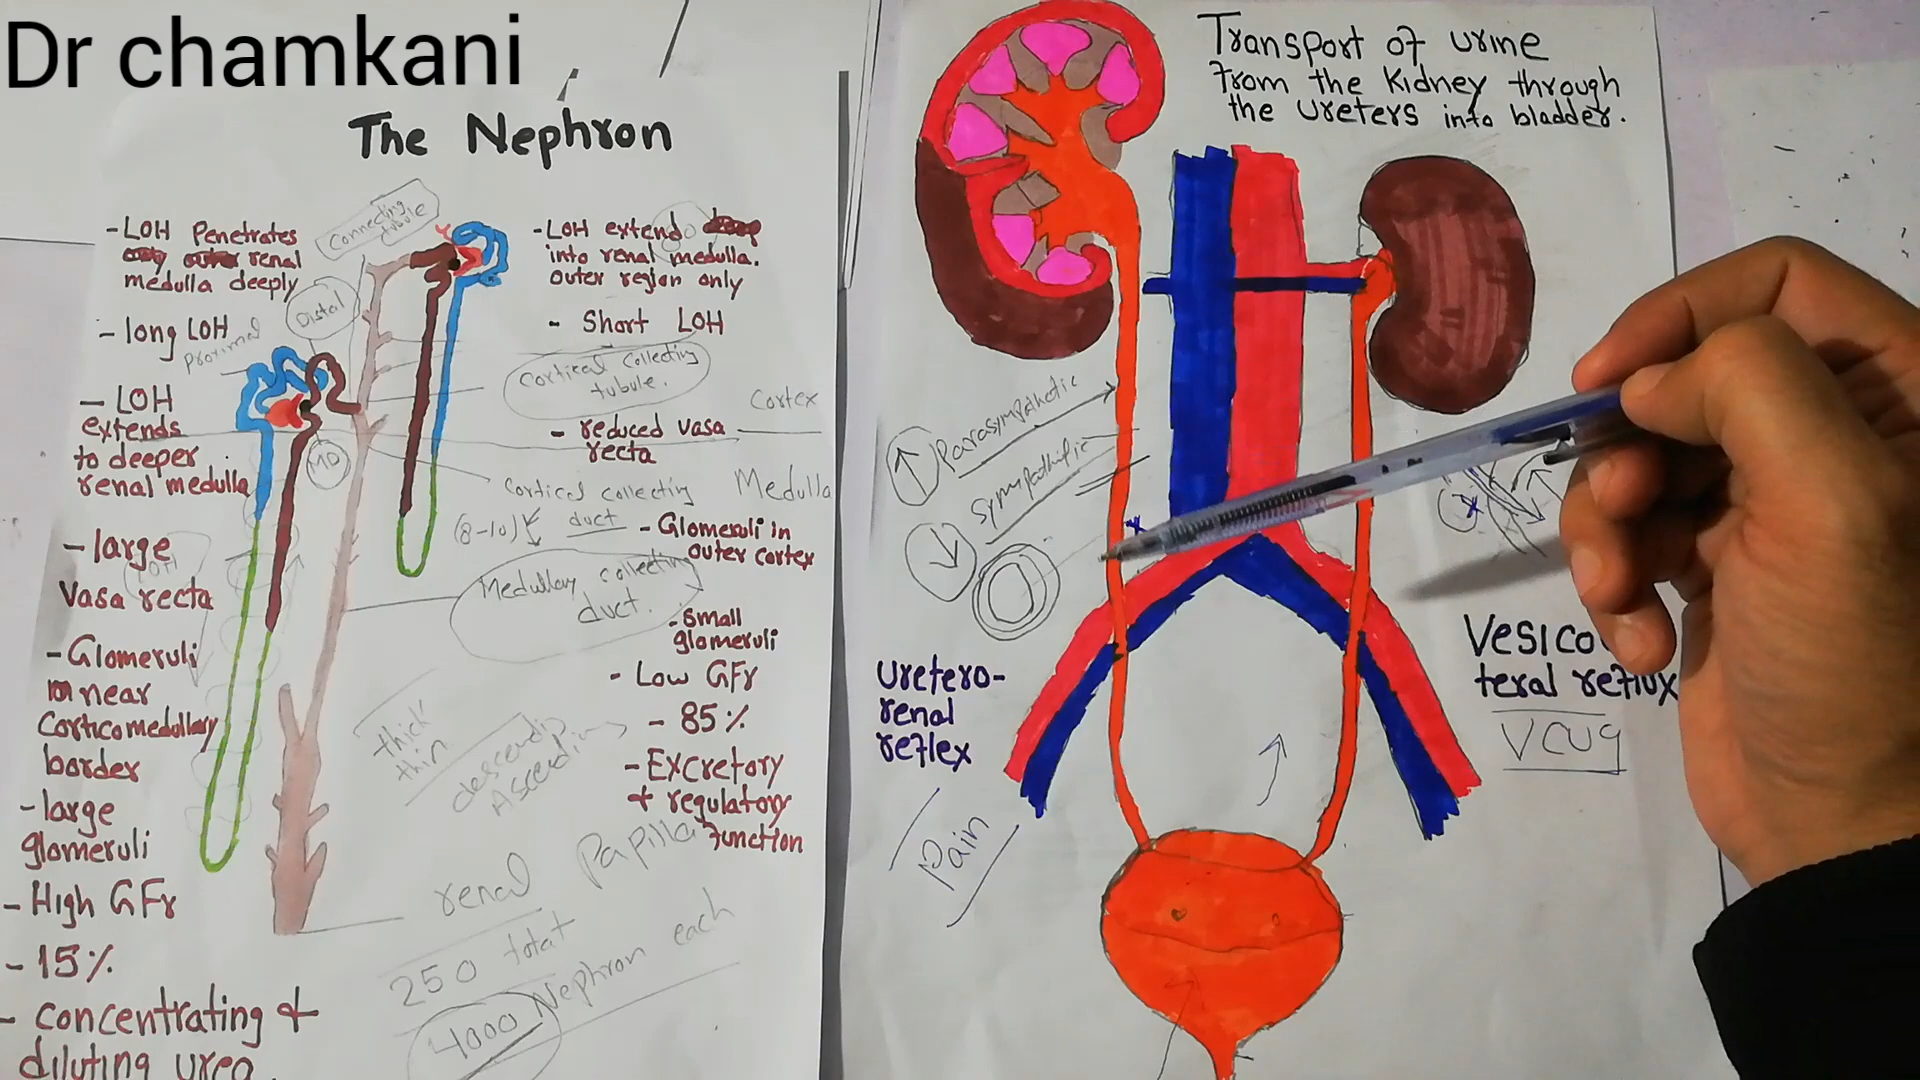 Dr chamkani
The Nephron
- LOH Penetrates
outer renal
medulla deeply
- long LOH
Proximal
- LOH
extends
to deeper
renal medulla
- large
Vasa recta
- Glomeruli
near
Corticomedullary
border
- large
glomeruli
- High GFr
- 15%
- concentrating &
diluting urea.
Connecting
tubule
Distal
MD
- LOH extend
into renal medulla.
outer region only
- Short LOH
Cortical collecting
tubule.
Cortex
- reduced vasa
recta
Medulla
Cortical collecting
(8-10) duct
- Glomeruli in
outer cortex
Medullary collecting
duct.
- Small
glomeruli
- Low GFr
- 85%
- Excretory
& regulatory
function
thick
thin
descendin
Ascending
renal Papilla
250 total
4000 Nephron each
Transport of urine
from the Kidney through
the Ureters into bladder.
Parasympathetic
Sympathetic
x
x
Uretero-
renal
reflex
Pain
Vesico
teral reflux
VCUg